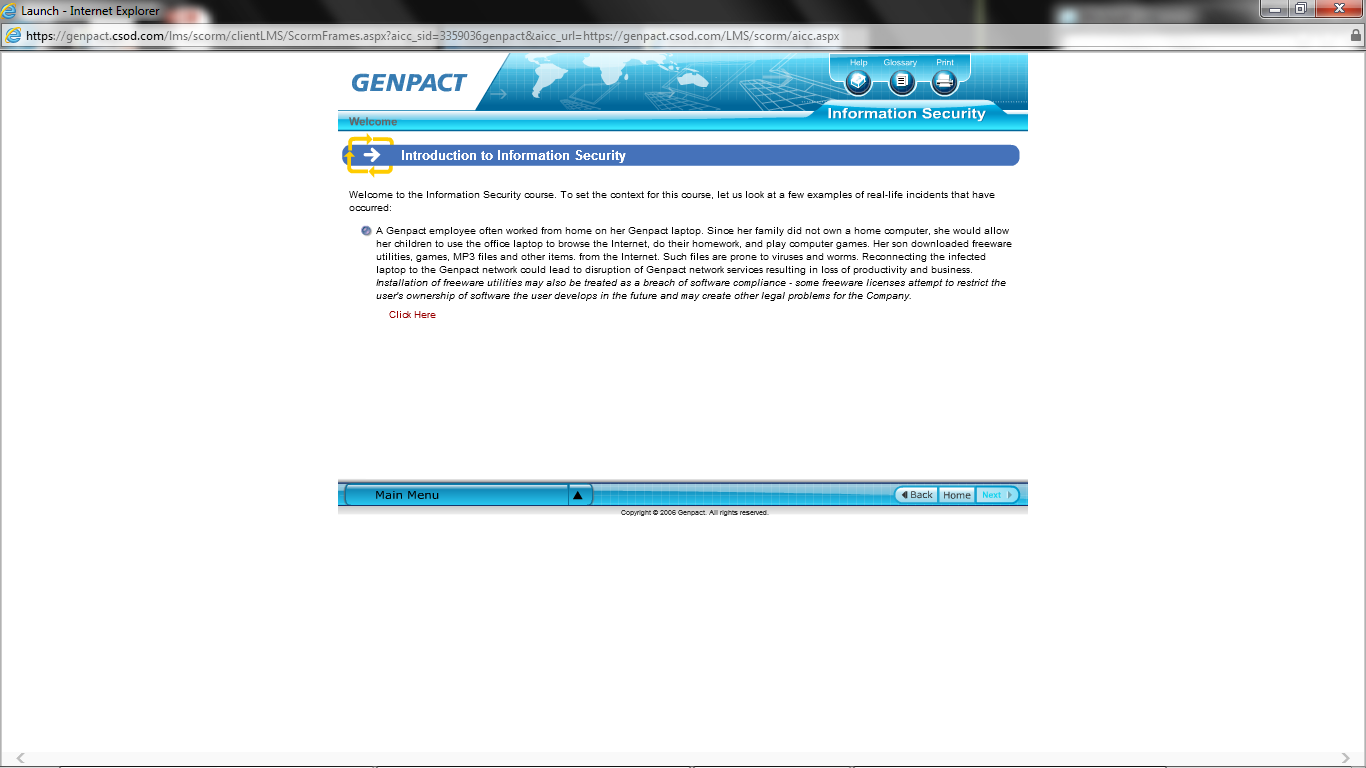 Launch - Internet Explorer
https://genpact.csod.com/lms/scorm/clientLMS/ScormFrames.aspx?aicc_sid=3359036genpact&aicc_url=https://genpact.csod.com/LMS/scorm/aicc.aspx
Help Glossary Print
GENPACT
Information Security
Welcome
Introduction to Information Security
Welcome to the Information Security course. To set the context for this course, let us look at a few examples of real-life incidents that have
occurred:
A Genpact employee often worked from home on her Genpact laptop. Since her family did not own a home computer, she would allow
her children to use the office laptop to browse the Internet, do their homework, and play computer games. Her son downloaded freeware
utilities, games, MP3 files and other items. from the Internet. Such files are prone to viruses and worms. Reconnecting the infected
laptop to the Genpact network could lead to disruption of Genpact network services resulting in loss of productivity and business.
Installation of freeware utilities may also be treated as a breach of software compliance - some freeware licenses attempt to restrict the
user's ownership of software the user develops in the future and may create other legal problems for the Company.
Click Here
Main Menu
Back Home Next
Copyright © 2006 Genpact. All rights reserved.